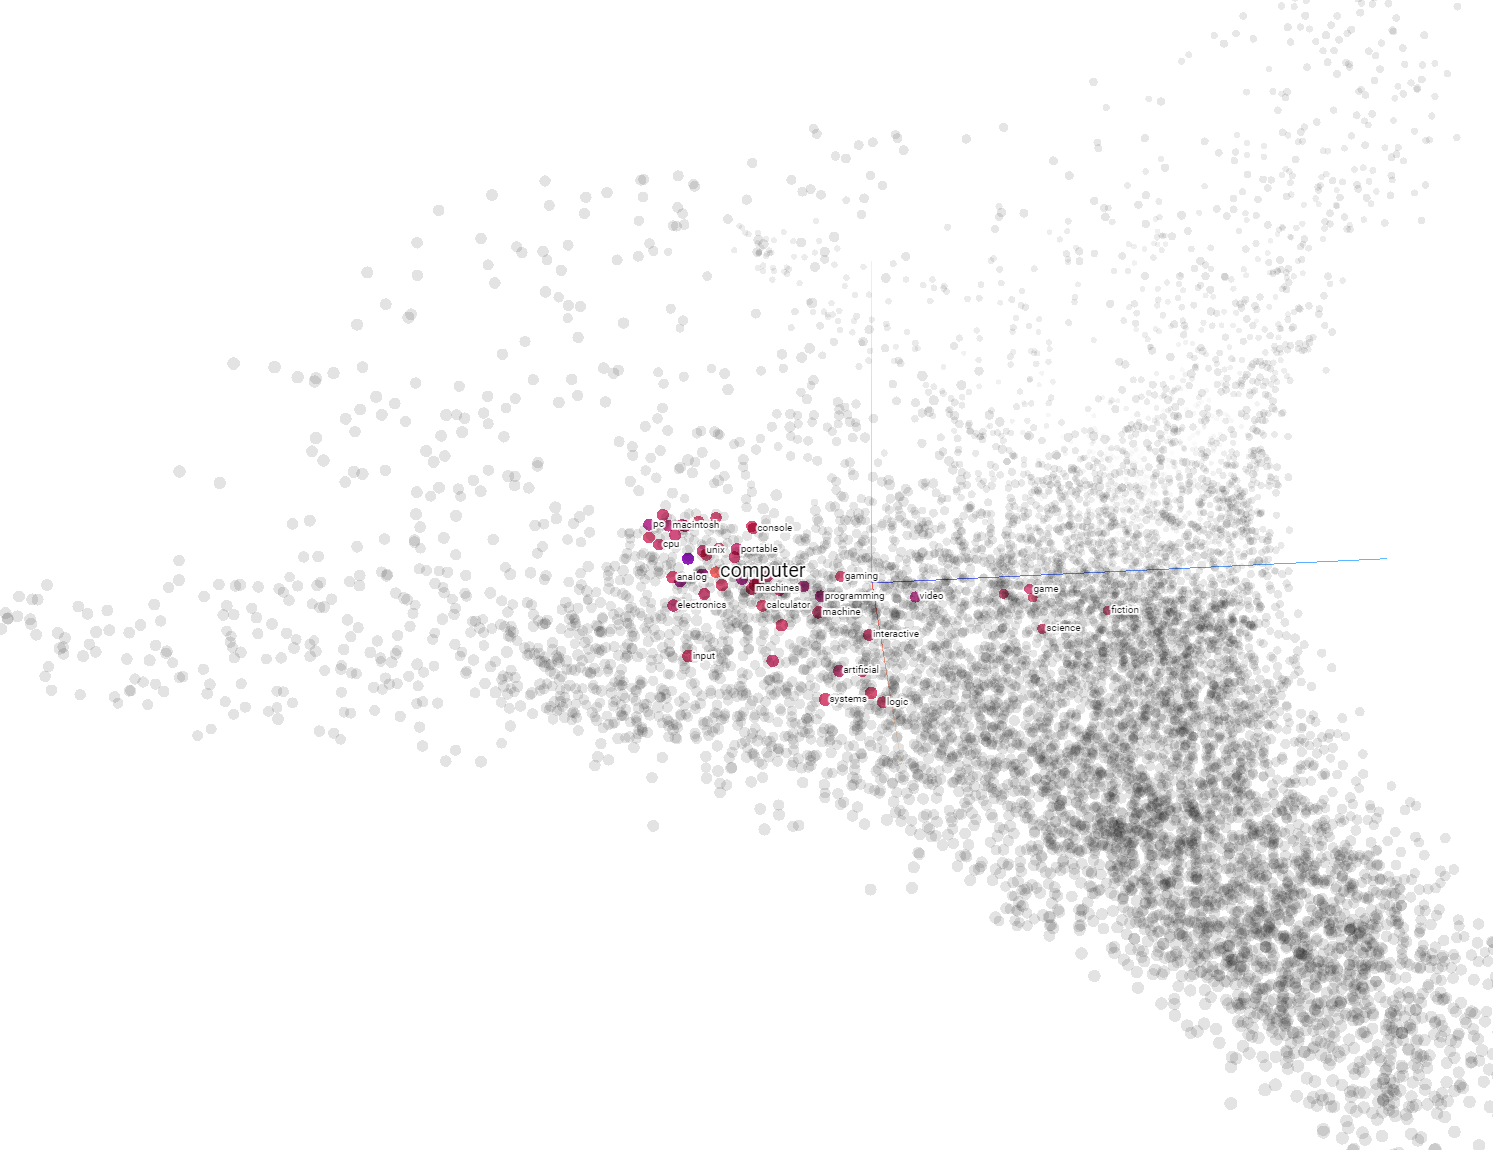 pc
macintosh
console
cpu
unix
portable
computer
analog
gaming
machines
game
programming
video
electronics
calculator
machine
fiction
science
interactive
input
artificial
systems
logic